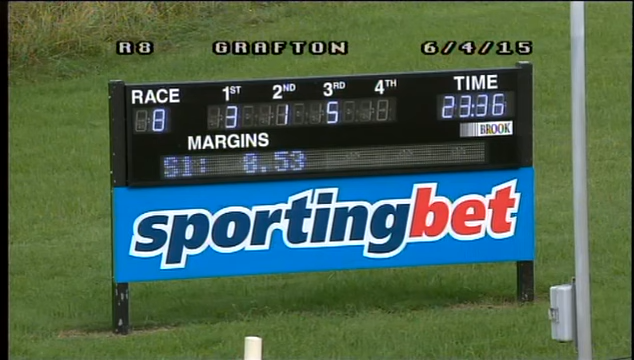 R8 GRAFTON 6/4/15
RACE 1ST 2ND 3RD 4TH TIME
8 3 1 5 23:36
BROOK
MARGINS
S1: 8.53
sportingbet